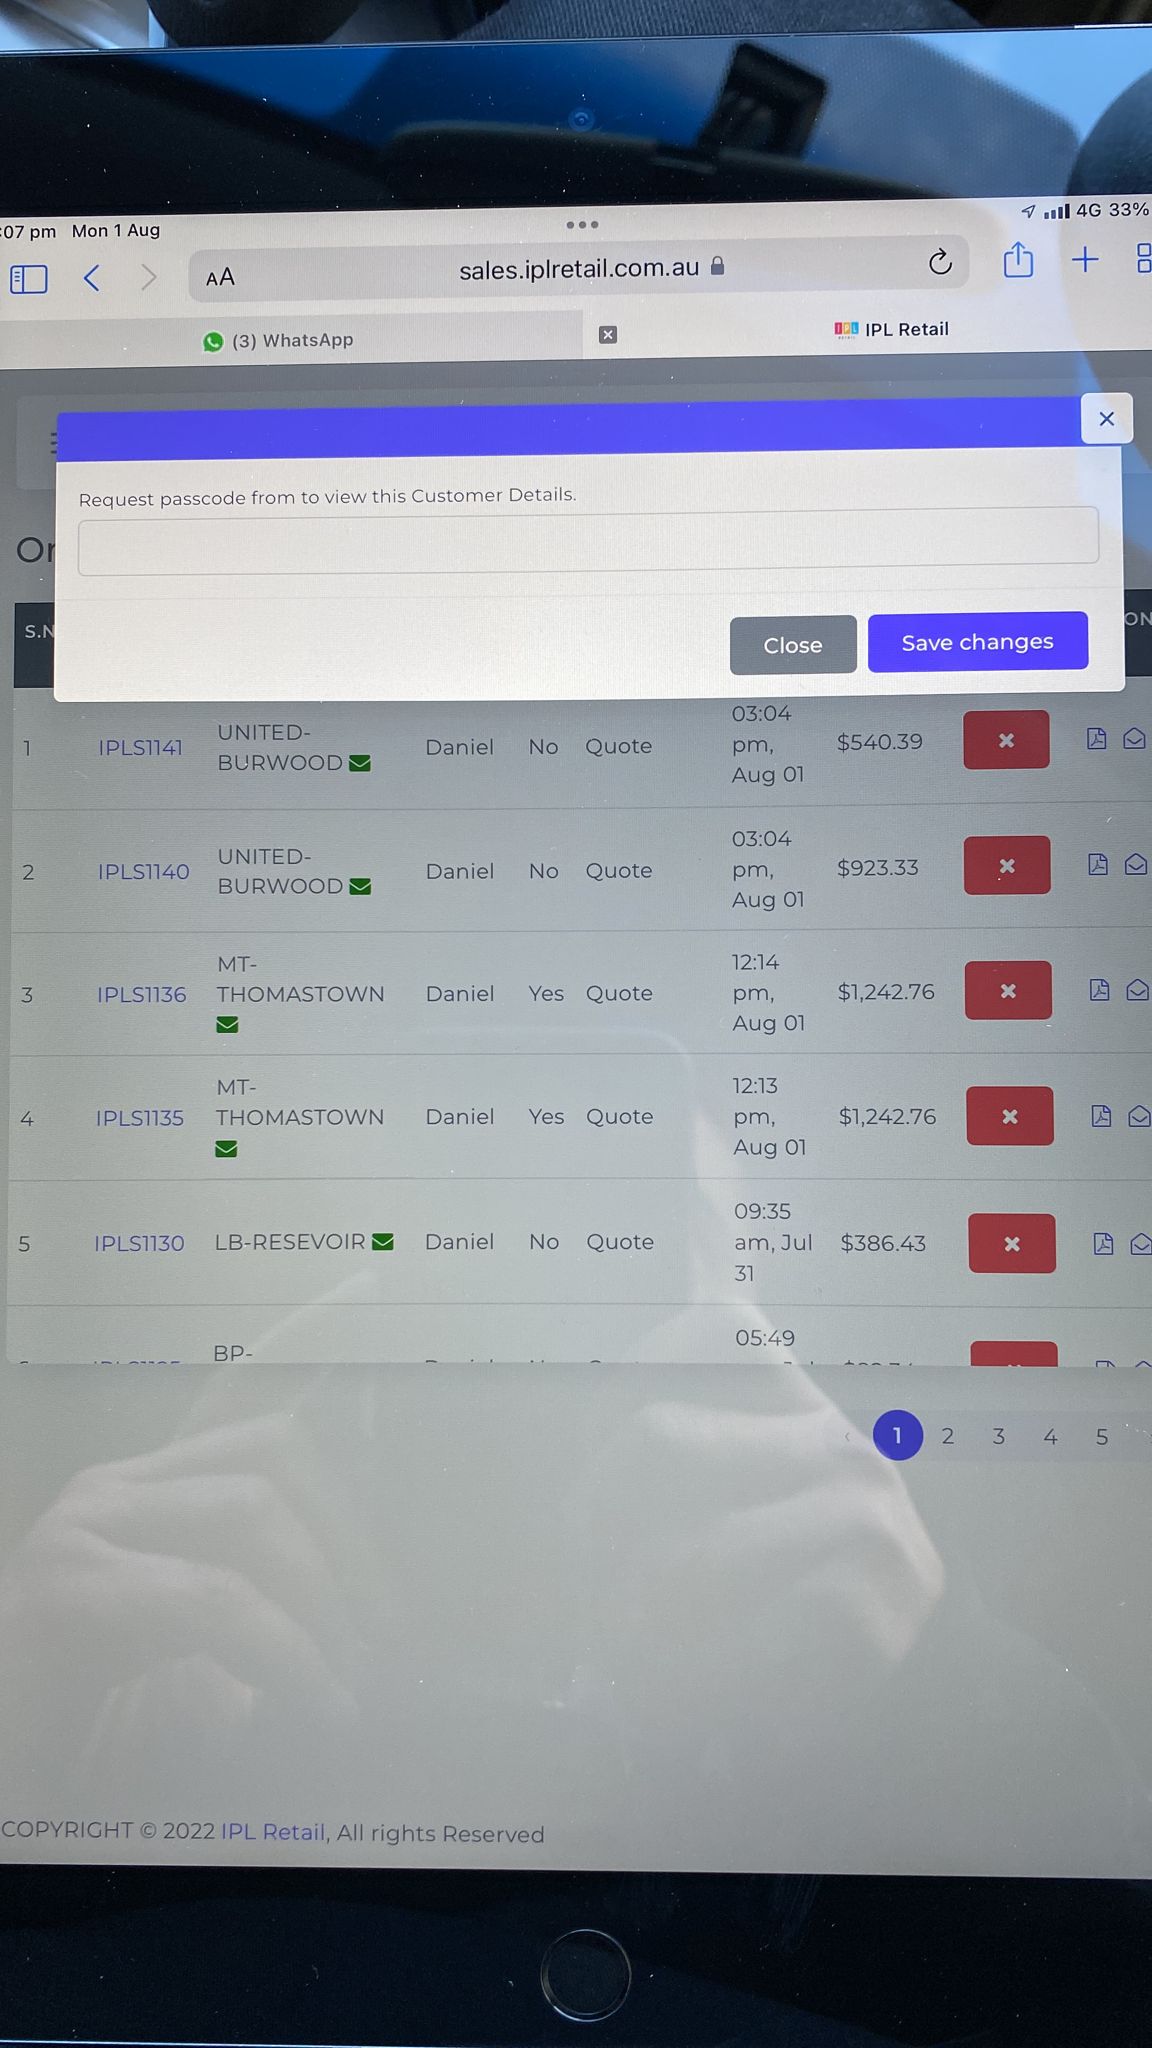 :07 pm Mon 1 Aug
4G 33%
AA
sales.iplretail.com.au
(3) WhatsApp
IPL Retail
Request passcode from to view this Customer Details.
Close
Save changes
Or
S.N
ON
1 IPLS1141 UNITED-
BURWOOD Daniel No Quote 03:04
pm,
Aug 01 $540.39
2 IPLS1140 UNITED-
BURWOOD Daniel No Quote 03:04
pm,
Aug 01 $923.33
3 IPLS1136 MT-
THOMASTOWN Daniel Yes Quote 12:14
pm,
Aug 01 $1,242.76
4 IPLS1135 MT-
THOMASTOWN Daniel Yes Quote 12:13
pm,
Aug 01 $1,242.76
5 IPLS1130 LB-RESEVOIR Daniel No Quote 09:35
am, Jul
31 $386.43
BP-
05:49
1 2 3 4 5
COPYRIGHT © 2022 IPL Retail, All rights Reserved